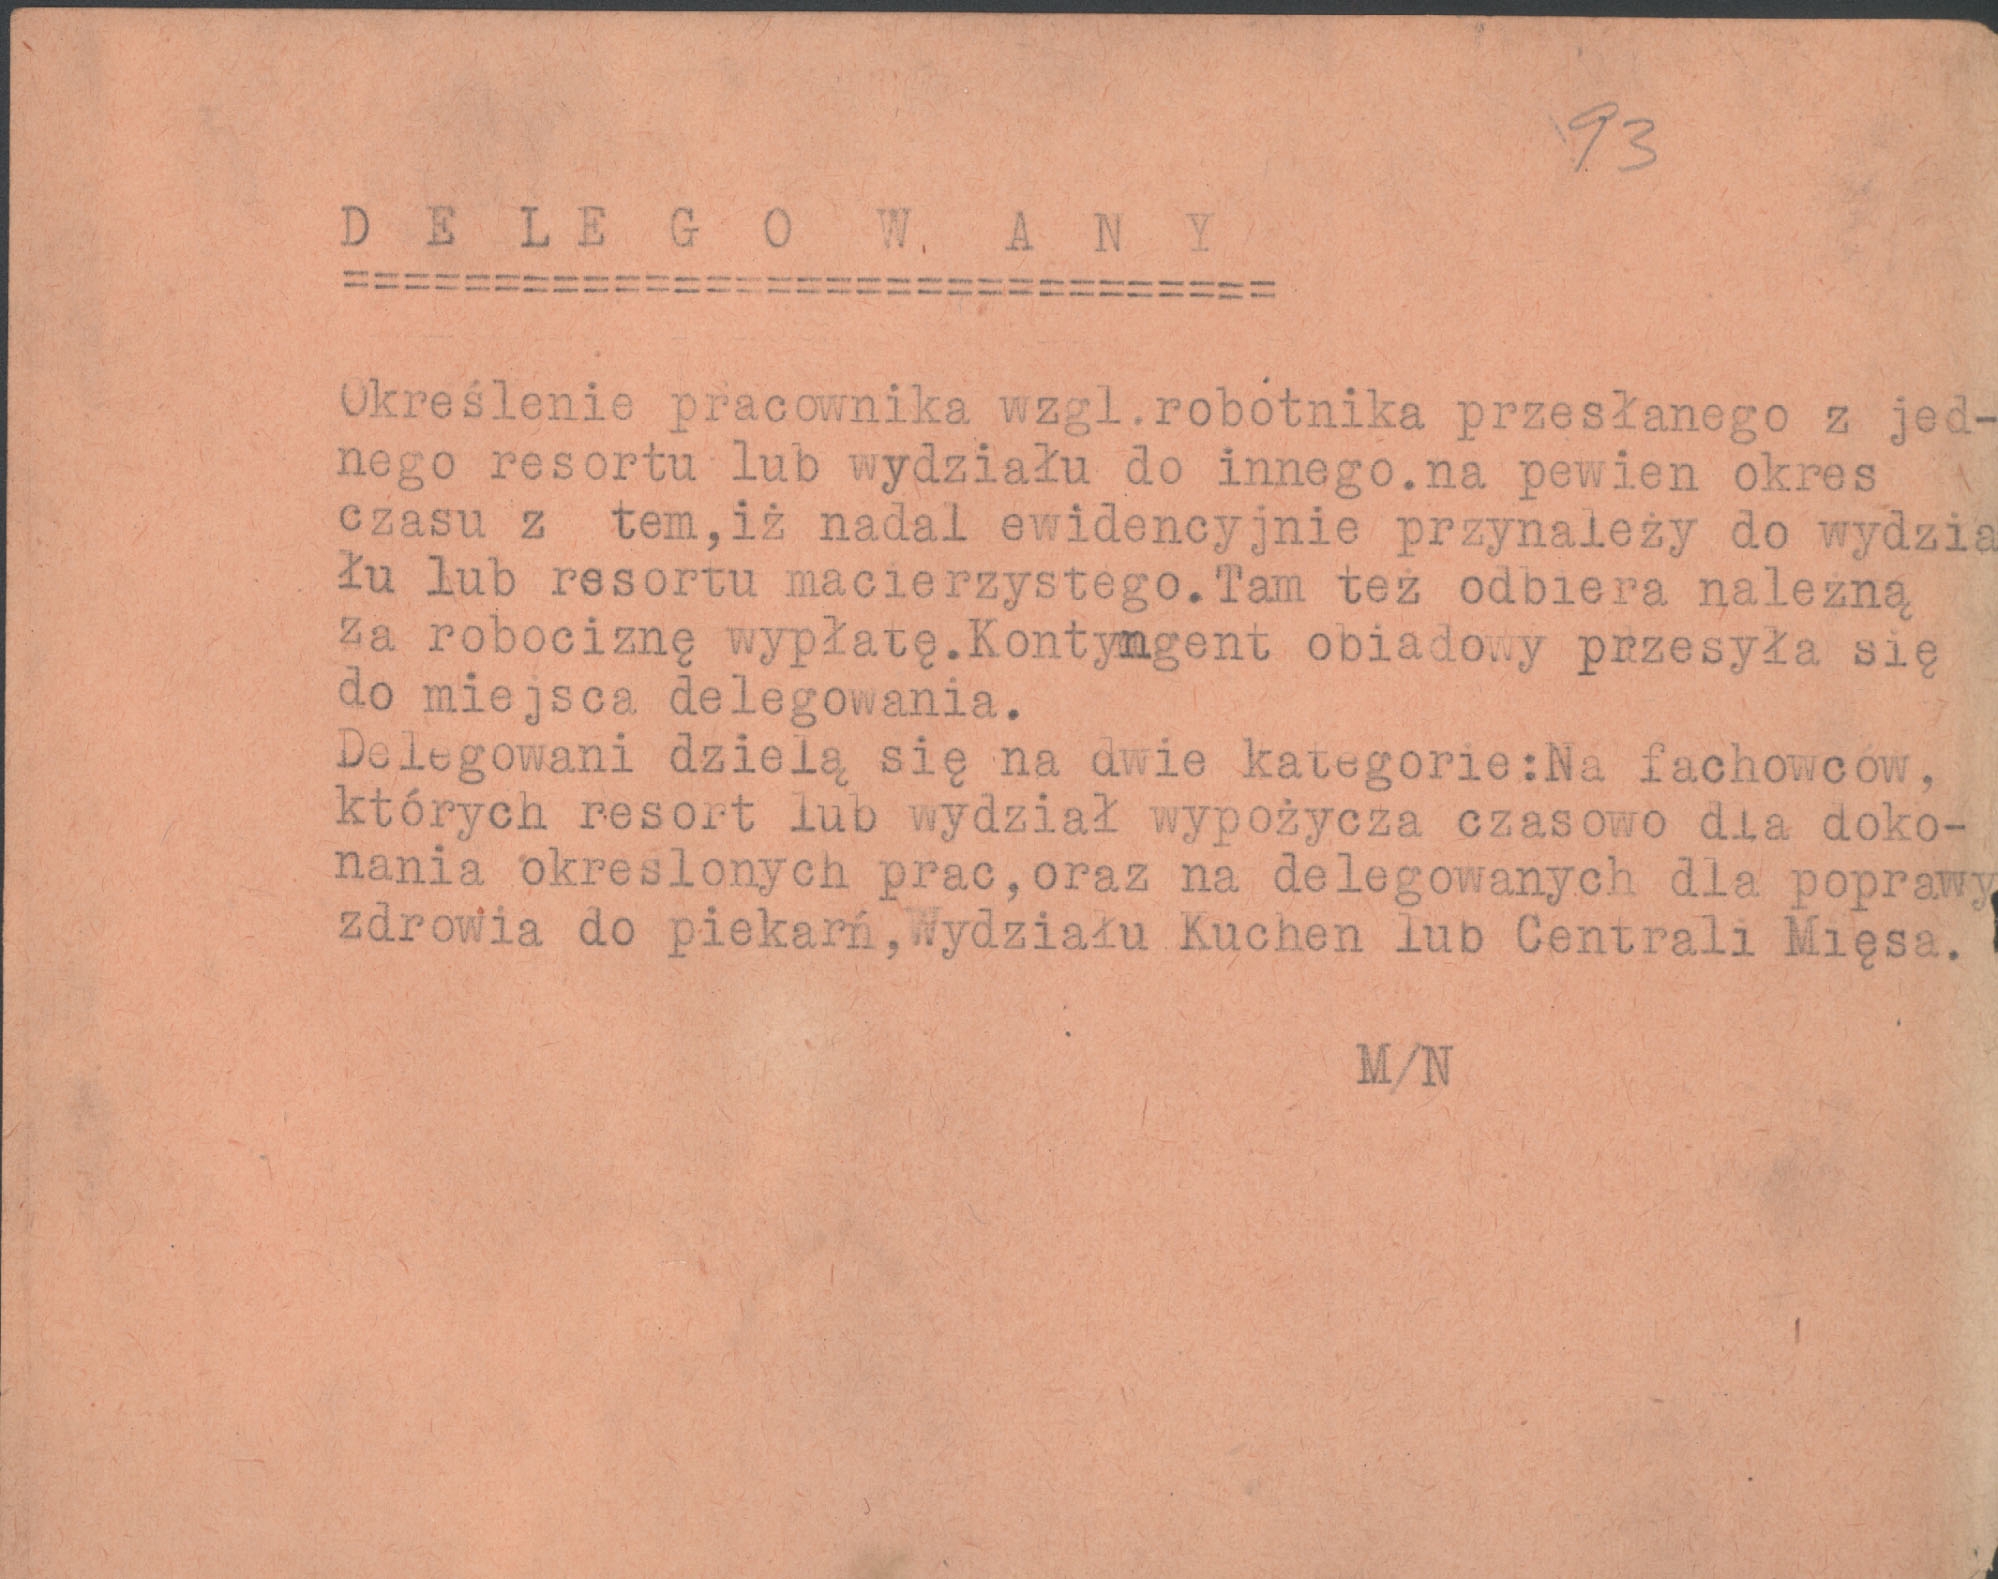 93
D E L E G O W A N Y
===============================
Określenie pracownika wzgl.robótnika przesłanego z jed-
nego resortu lub wydziału do innego.na pewien okres
czasu z  tem,iż nadal ewidencyjnie przynależy do wydzia
łu lub resortu macierzystego.Tam też odbiera należną
za robociznę wypłatę.Kontyngent obiadowy przesyła się
do miejsca delegowania.
Delegowani dzielą się na dwie kategorie:Na fachowców,
których resort lub wydział wypożycza czasowo dla doko-
nania okreslonych prac,oraz na delegowanych dla poprawy
zdrowia do piekarń,Wydziału Kuchen lub Centrali Mięsa.
M/N